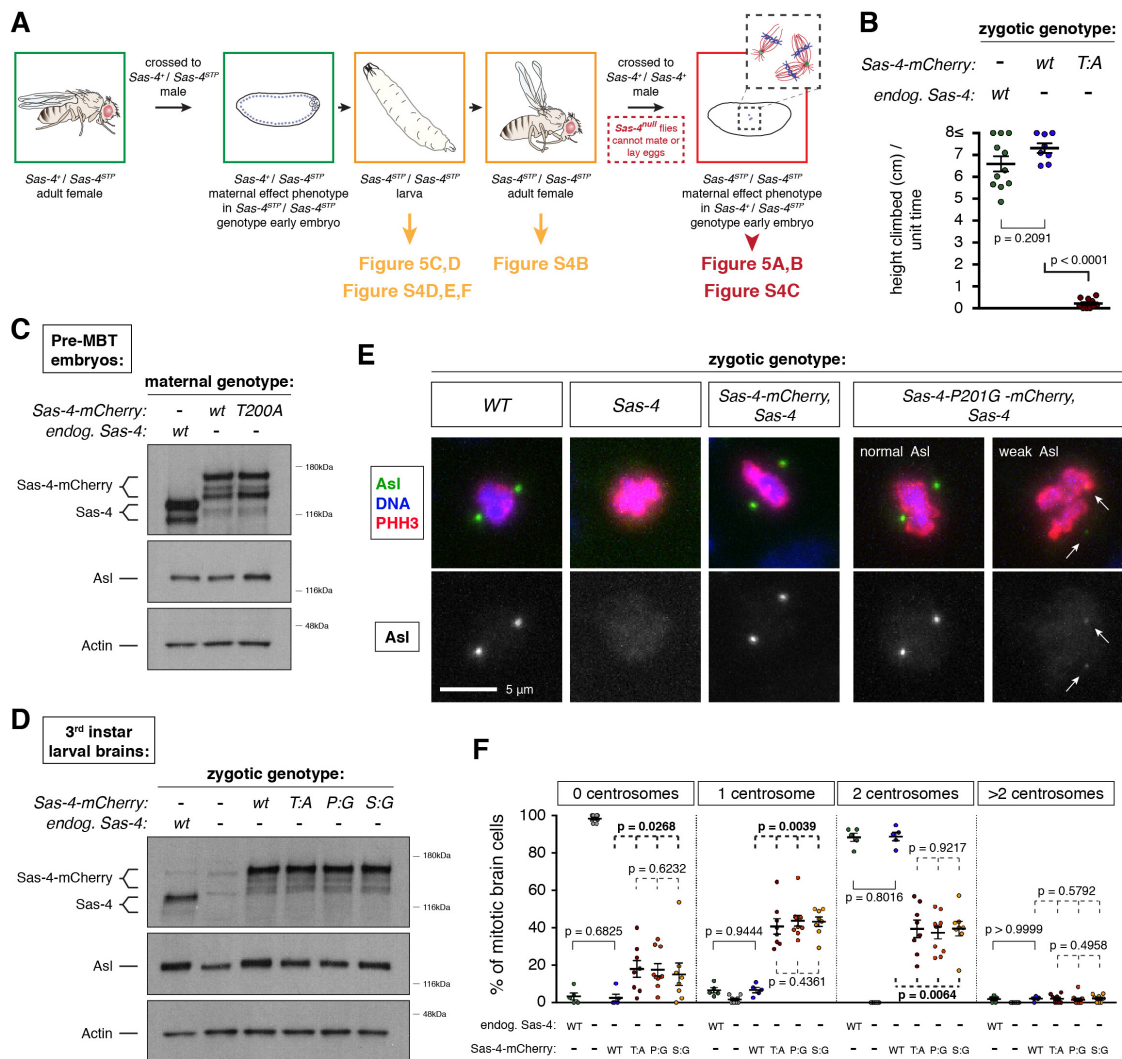 A
crossed to
Sas-4+ / Sas-4STP
male
crossed to
Sas-4+ / Sas-4+
male
Sas-4null flies
cannot mate or
lay eggs
Sas-4+ / Sas-4STP
adult female
Sas-4+ / Sas-4STP
maternal effect phenotype
in Sas-4STP / Sas-4STP
genotype early embryo
Sas-4STP / Sas-4STP
larva
Sas-4STP / Sas-4STP
adult female
Sas-4STP / Sas-4STP
maternal effect phenotype
in Sas-4+ / Sas-4STP
genotype early embryo
Figure 5C,D
Figure S4D,E,F
Figure S4B
Figure 5A,B
Figure S4C
B
zygotic genotype:
Sas-4-mCherry: - wt T:A
endog. Sas-4: wt - -
height climbed (cm) /
unit time
8≤
7
6
5
4
3
2
1
0
p = 0.2091
p < 0.0001
C
Pre-MBT
embryos:
maternal genotype:
Sas-4-mCherry: - wt T200A
endog. Sas-4: wt - -
Sas-4-mCherry
Sas-4
180kDa
116kDa
Asl
116kDa
Actin
48kDa
D
3rd instar
larval brains:
zygotic genotype:
Sas-4-mCherry: - - wt T:A P:G S:G
endog. Sas-4: wt - - - - -
Sas-4-mCherry
Sas-4
180kDa
116kDa
Asl
116kDa
Actin
48kDa
E
zygotic genotype:
WT
Sas-4
Sas-4-mCherry,
Sas-4
Sas-4-P201G -mCherry,
Sas-4
Asl
DNA
PHH3
normal Asl
weak Asl
Asl
5 μm
F
0 centrosomes
1 centrosome
2 centrosomes
>2 centrosomes
% of mitotic brain cells
100
80
60
40
20
0
p = 0.0268
p = 0.6232
p = 0.6825
p = 0.0039
p = 0.9444
p = 0.4361
p = 0.9217
p = 0.8016
p = 0.0064
p = 0.5792
p > 0.9999
p = 0.4958
endog. Sas-4: WT - - - - - WT - - - - - WT - - - - - WT - - - - -
Sas-4-mCherry: - - WT T:A P:G S:G - - WT T:A P:G S:G - - WT T:A P:G S:G - - WT T:A P:G S:G